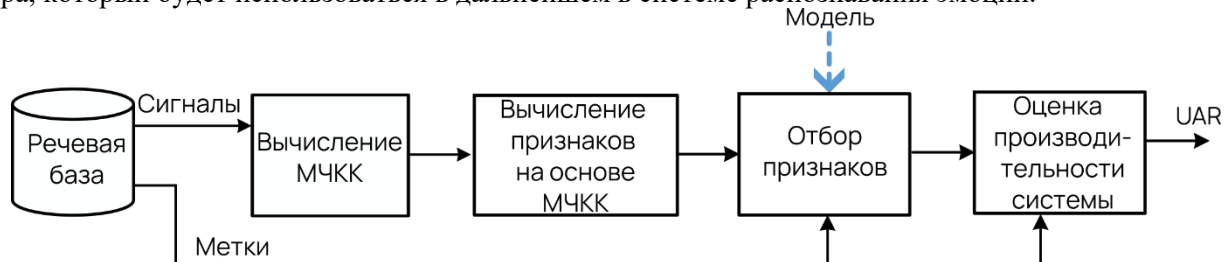 который будет использоваться в дальнейшем в системе распознавания эмоций.
Модель
Сигналы
Речевая
база
Метки
Вычисление
МЧКК
Вычисление
признаков
на основе
МЧКК
Отбор
признаков
Оценка
производи-
тельности
системы
UAR